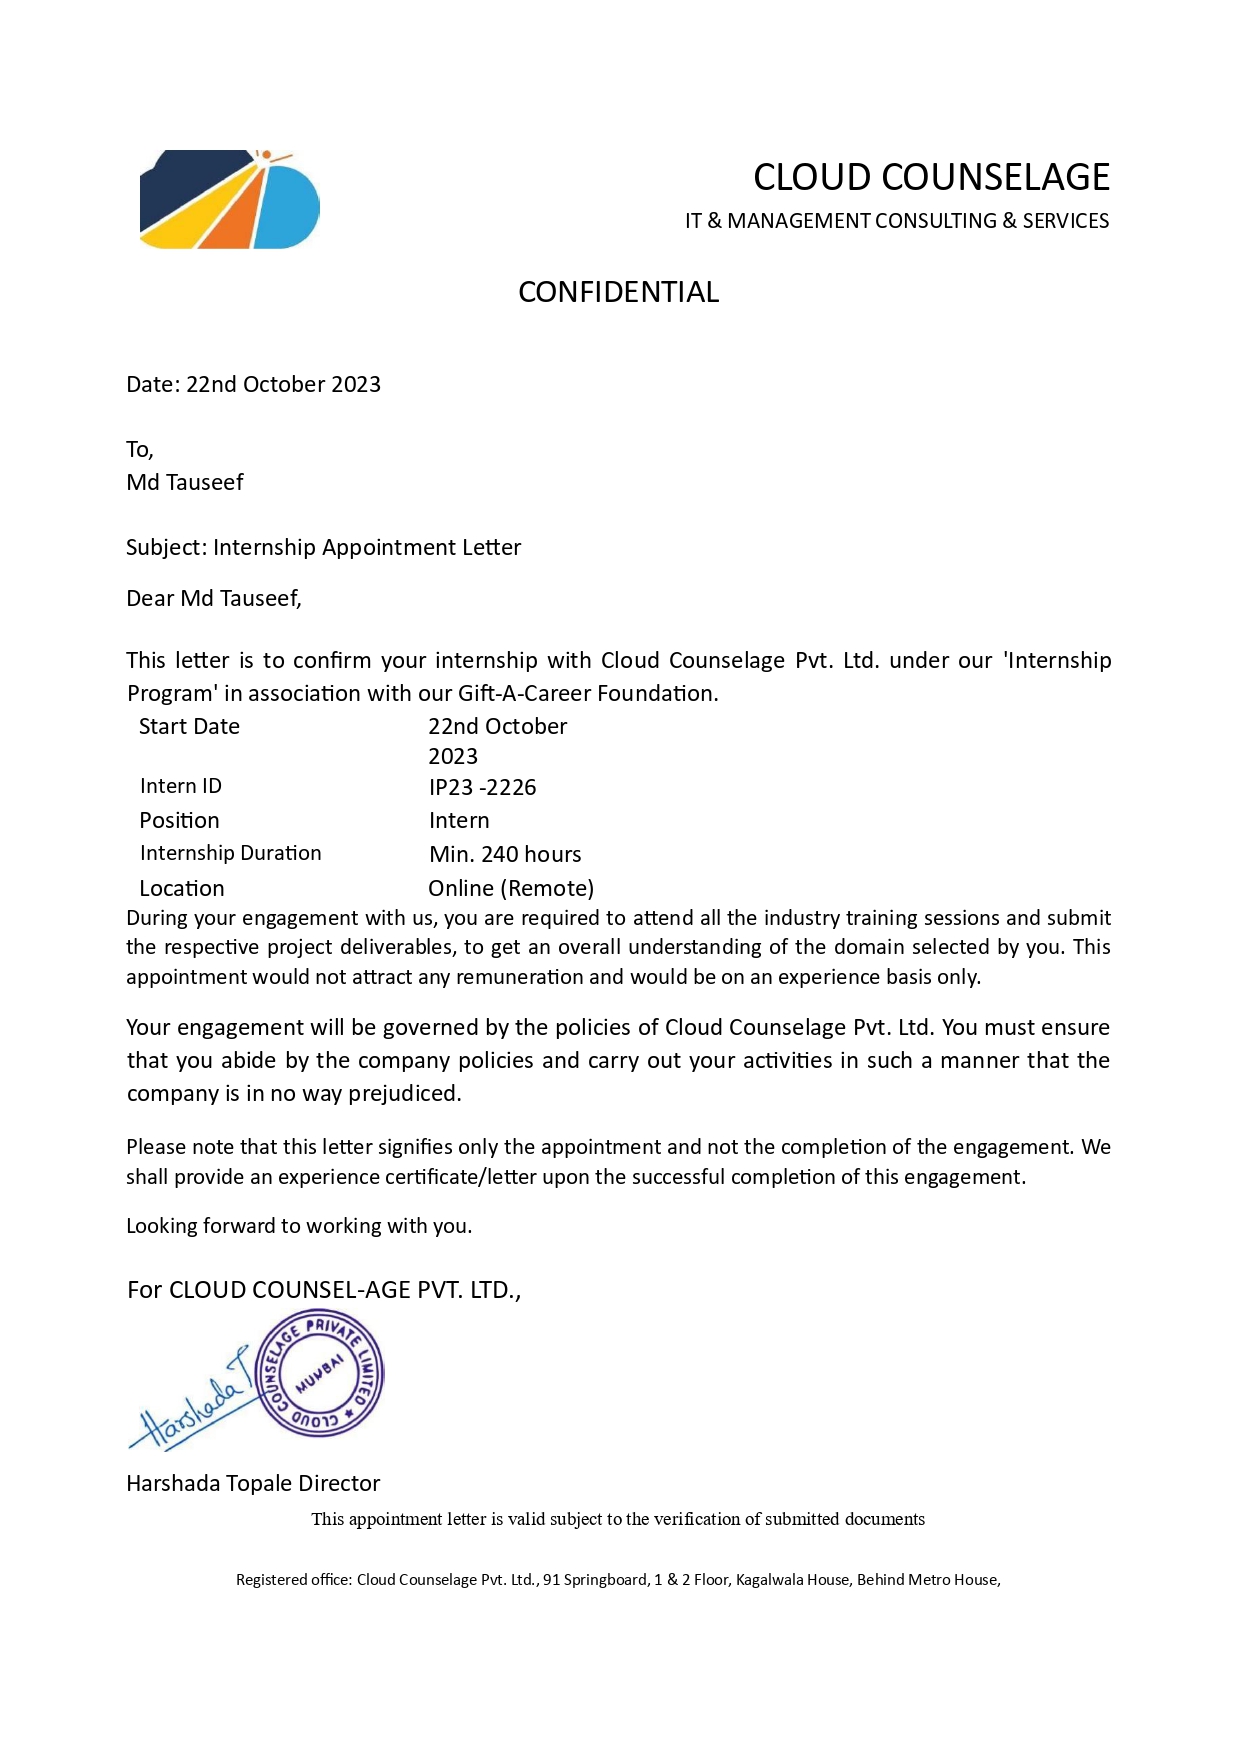 CLOUD COUNSELAGE
IT & MANAGEMENT CONSULTING & SERVICES
CONFIDENTIAL
Date: 22nd October 2023
To,
Md Tauseef
Subject: Internship Appointment Letter
Dear Md Tauseef,
This letter is to confirm your internship with Cloud Counselage Pvt. Ltd. under our 'Internship
Program' in association with our Gift-A-Career Foundation.
Start Date 22nd October
2023
Intern ID IP23 -2226
Position Intern
Internship Duration Min. 240 hours
Location Online (Remote)
During your engagement with us, you are required to attend all the industry training sessions and submit
the respective project deliverables, to get an overall understanding of the domain selected by you. This
appointment would not attract any remuneration and would be on an experience basis only.
Your engagement will be governed by the policies of Cloud Counselage Pvt. Ltd. You must ensure
that you abide by the company policies and carry out your activities in such a manner that the
company is in no way prejudiced.
Please note that this letter signifies only the appointment and not the completion of the engagement. We
shall provide an experience certificate/letter upon the successful completion of this engagement.
Looking forward to working with you.
For CLOUD COUNSEL-AGE PVT. LTD.,
Harshada T
CLOUD COUNSELAGE PRIVATE LIMITED ★
MUMBAI
Harshada Topale Director
This appointment letter is valid subject to the verification of submitted documents
Registered office: Cloud Counselage Pvt. Ltd., 91 Springboard, 1 & 2 Floor, Kagalwala House, Behind Metro House,